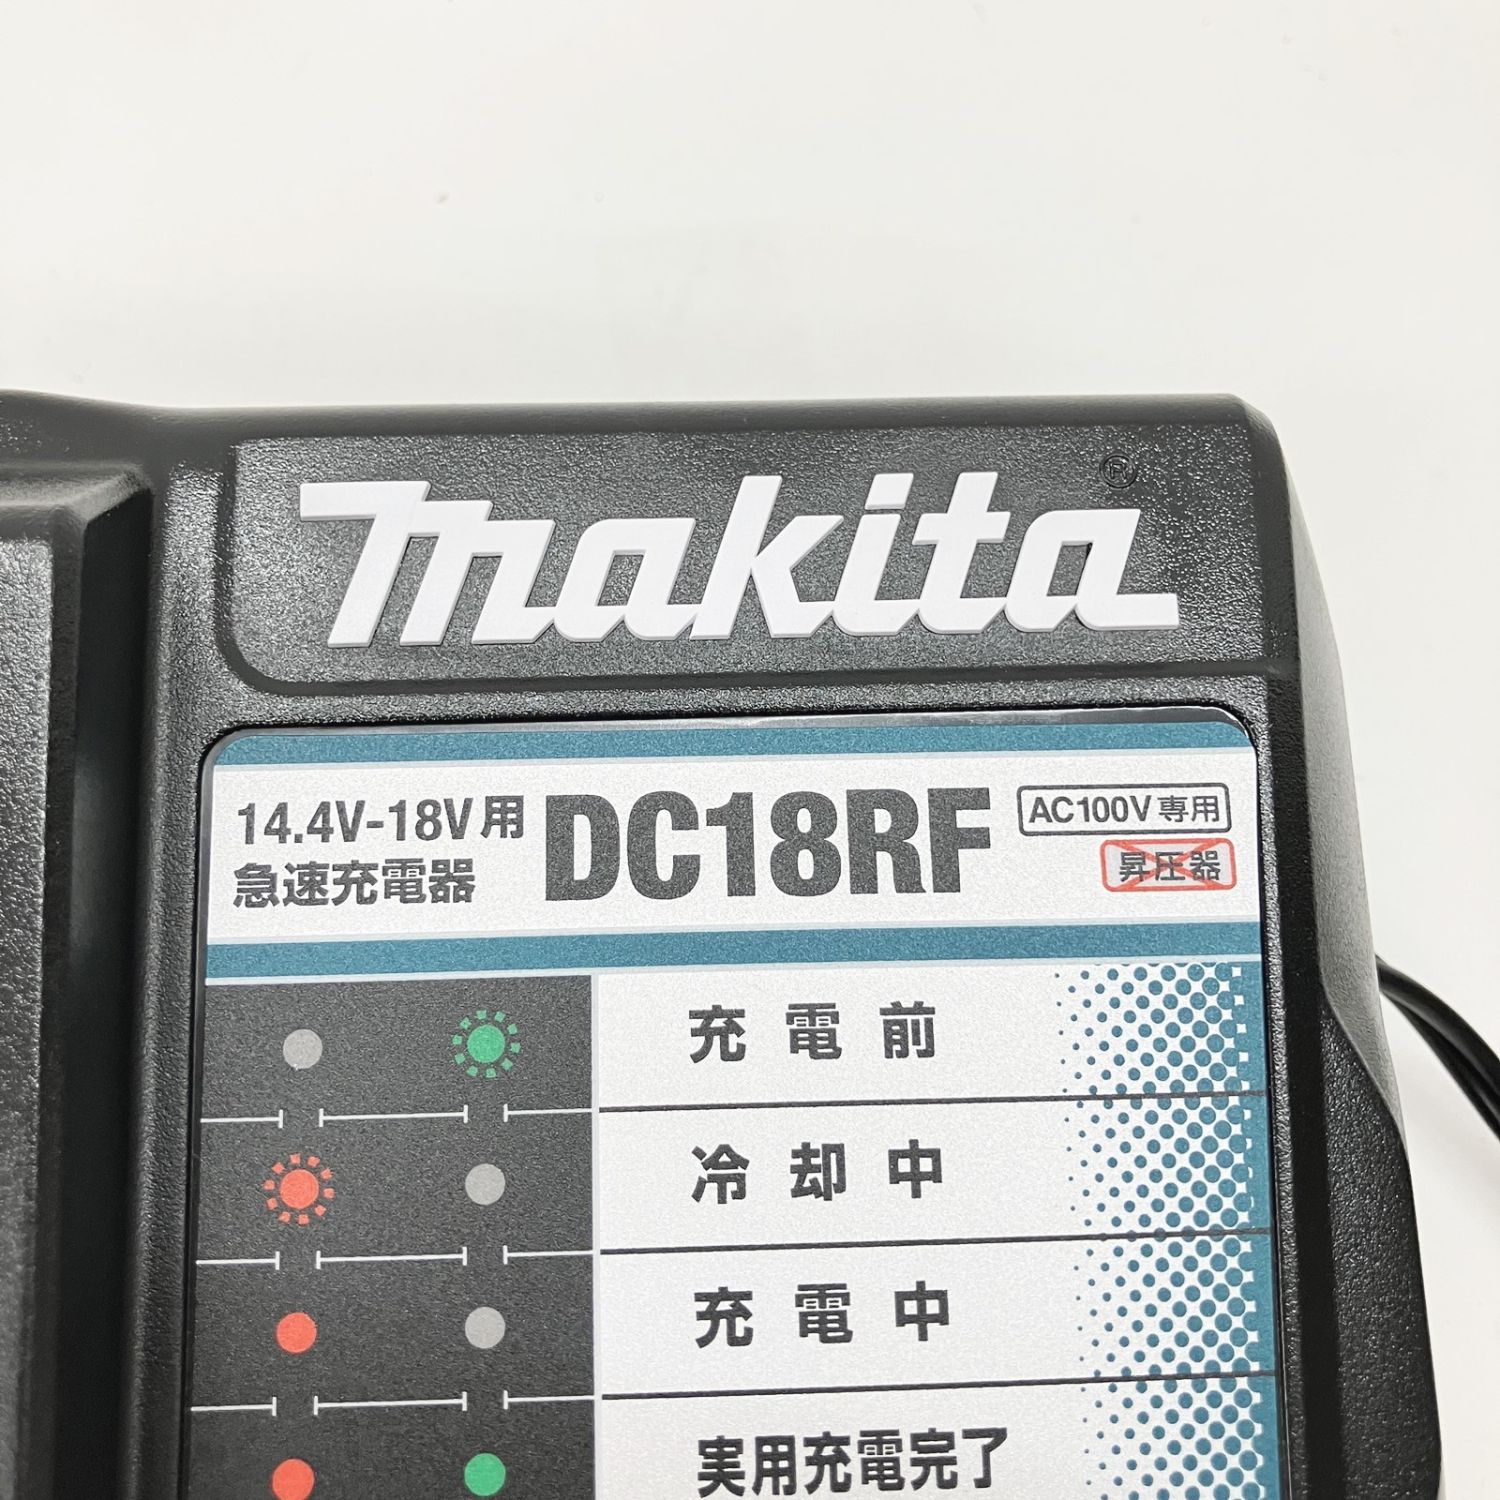 makita®
14.4V-18V用
急速充電器
DC18RF
AC100V専用
昇圧器
充電前
冷却中
充電中
実用充電完了